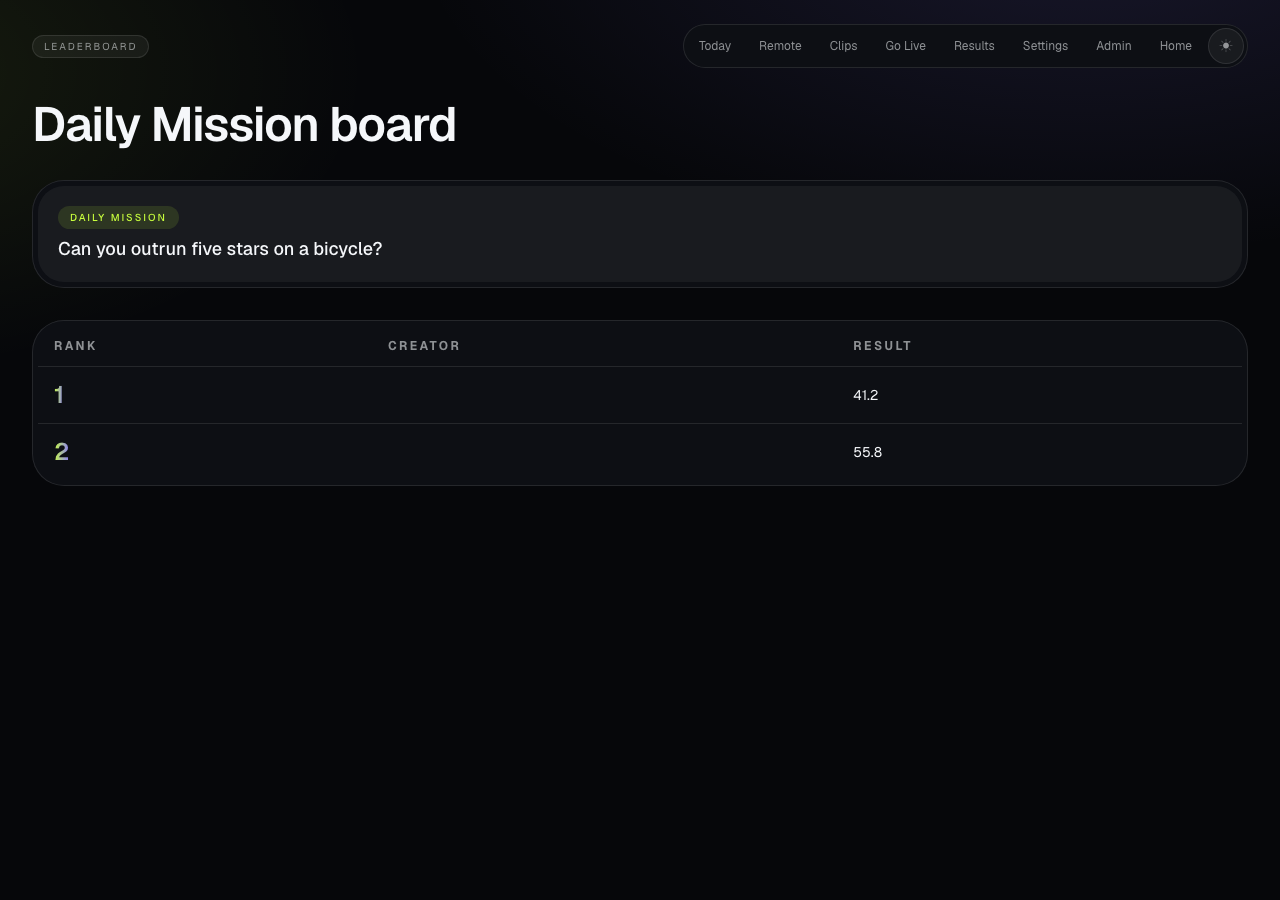 LEADERBOARD
Today Remote Clips Go Live Results Settings Admin Home
Daily Mission board
DAILY MISSION
Can you outrun five stars on a bicycle?
RANK CREATOR RESULT
1 41.2
2 55.8